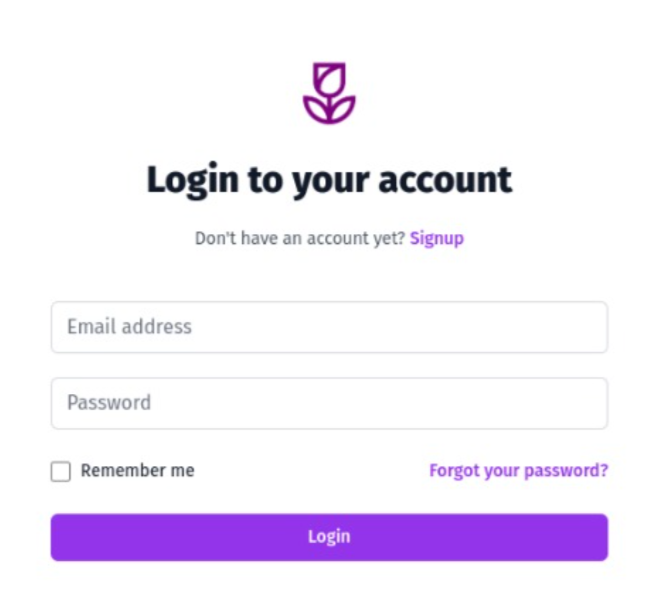 Login to your account
Don't have an account yet? Signup
Email address
Password
Remember me Forgot your password?
Login